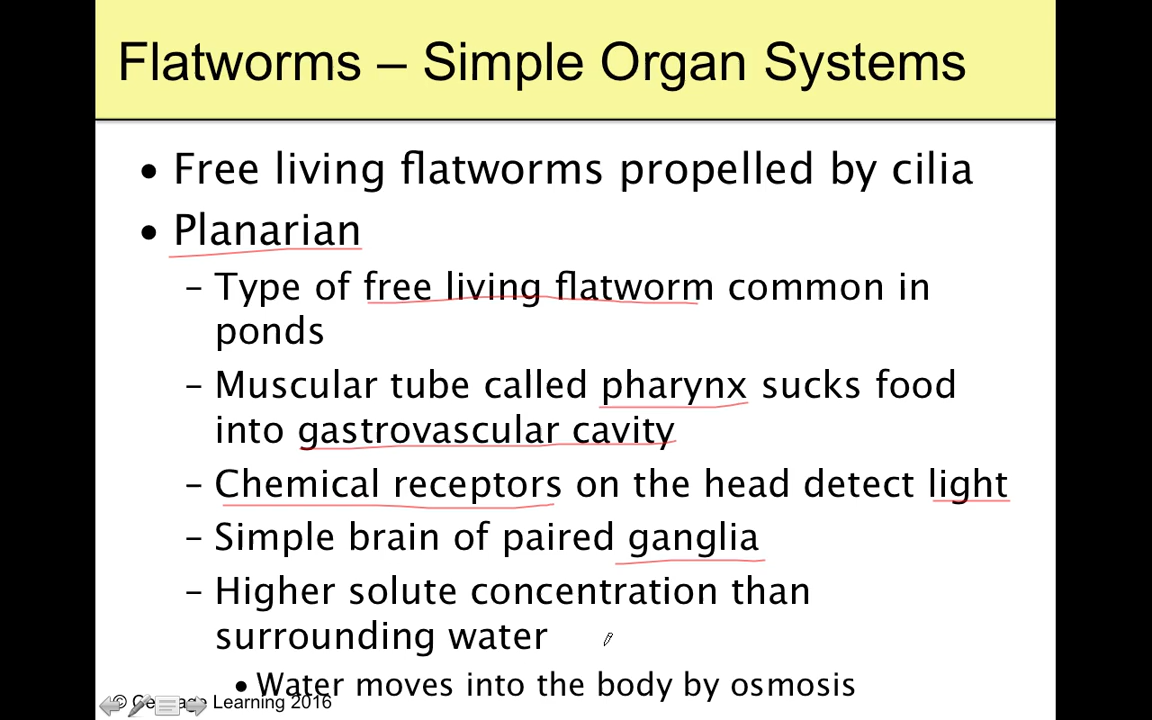 Flatworms – Simple Organ Systems
• Free living flatworms propelled by cilia
• Planarian
– Type of free living flatworm common in
ponds
– Muscular tube called pharynx sucks food
into gastrovascular cavity
– Chemical receptors on the head detect light
– Simple brain of paired ganglia
– Higher solute concentration than
surrounding water
• Water moves into the body by osmosis
© Cengage Learning 2016